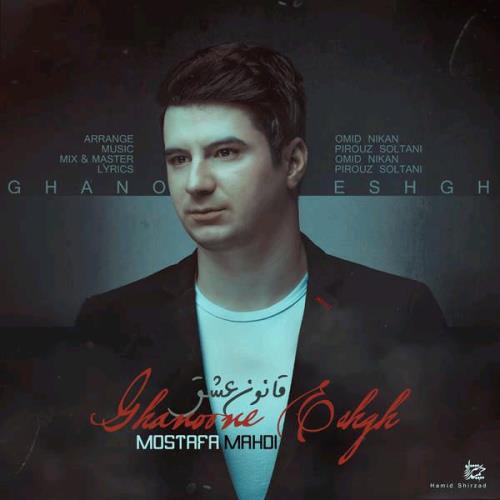 ARRANGE OMID NIKAN
MUSIC PIROUZ SOLTANI
MIX & MASTER OMID NIKAN
LYRICS PIROUZ SOLTANI
GHANO ESHGH
قانون عشق
Ghanoone Eshgh
MOSTAFA MAHDI
Hamid Shirzad